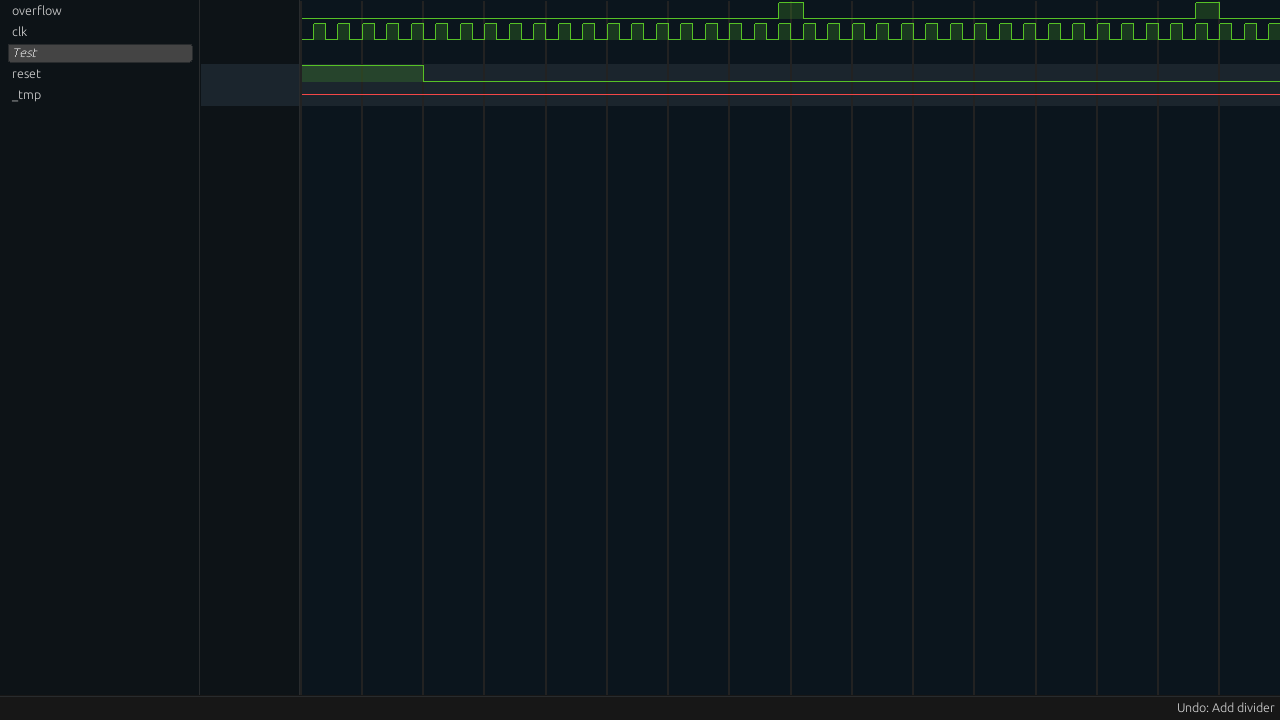 overflow
clk
Test
reset
_tmp
Undo: Add divider